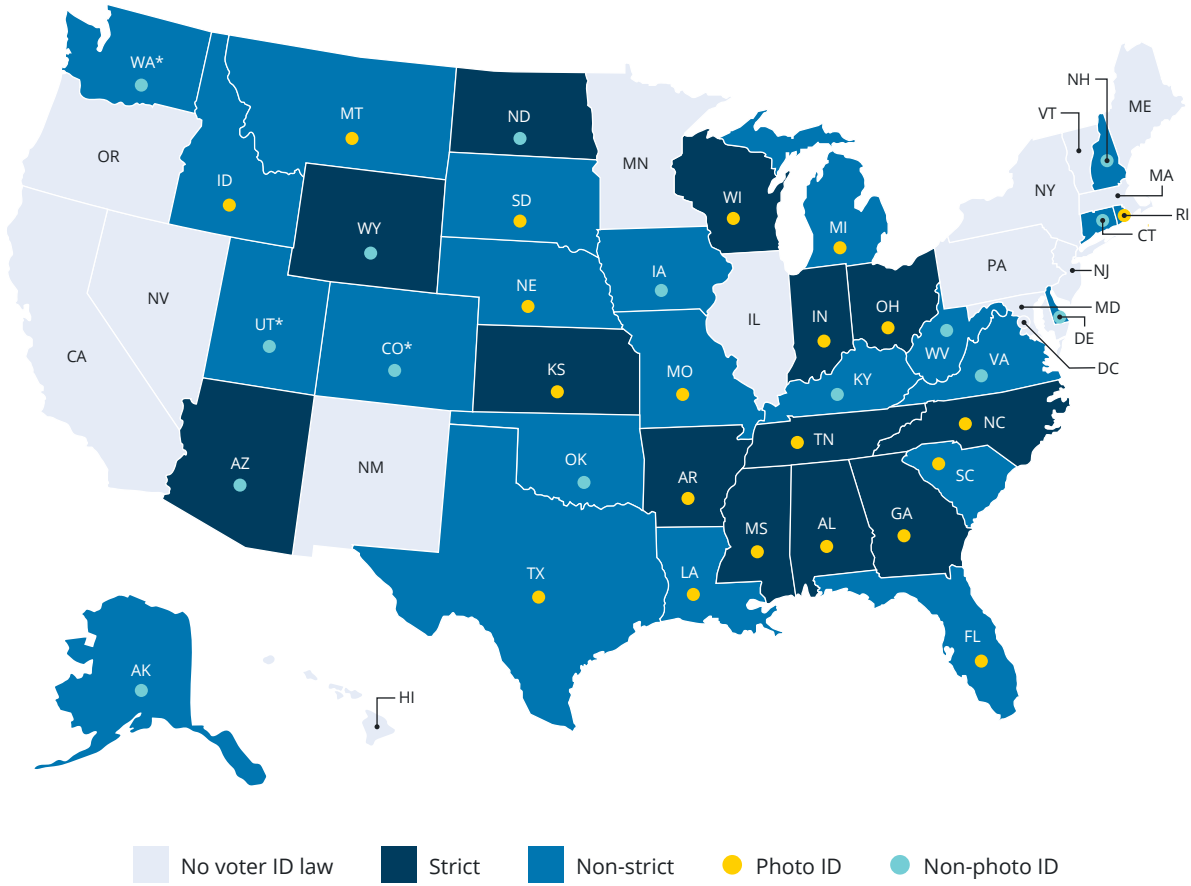 WA*
NH
MT
ND
VT
ME
OR
MN
ID
SD
WI
NY
MA
WY
MI
RI
CT
IA
PA
NE
NJ
NV
UT*
IL
IN
OH
MD
CO*
DE
CA
WV
VA
KS
MO
KY
DC
TN
NC
AZ
NM
OK
AR
SC
MS
AL
GA
TX
LA
FL
AK
HI
No voter ID law
Strict
Non-strict
Photo ID
Non-photo ID